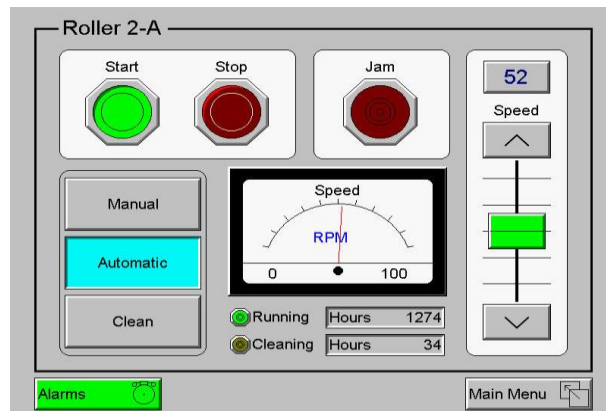 Roller 2-A
Start
Stop
Jam
52
Speed
Manual
Automatic
Clean
Speed
RPM
0
100
Running Hours 1274
Cleaning Hours 34
Alarms
Main Menu